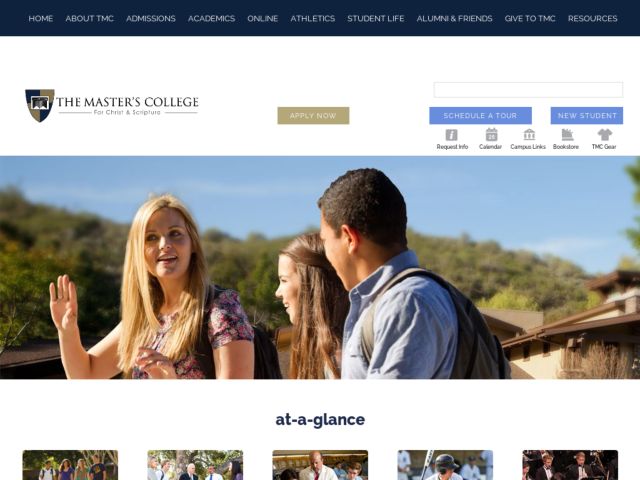 HOME ABOUT TMC ADMISSIONS ACADEMICS ONLINE ATHLETICS STUDENT LIFE ALUMNI & FRIENDS GIVE TO TMC RESOURCES
THE MASTER'S COLLEGE
For Christ & Scripture
APPLY NOW SCHEDULE A TOUR NEW STUDENT
Request Info Calendar Campus Links Bookstore TMC Gear
at-a-glance